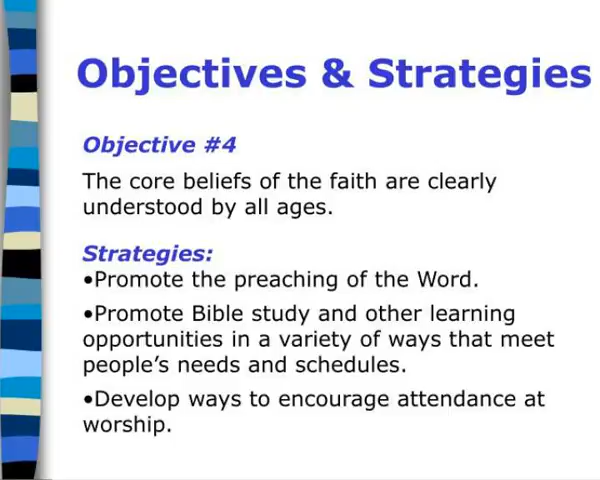 Objectives & Strategies
Objective #4
The core beliefs of the faith are clearly
understood by all ages.
Strategies:
•Promote the preaching of the Word.
•Promote Bible study and other learning
opportunities in a variety of ways that meet
people’s needs and schedules.
•Develop ways to encourage attendance at
worship.